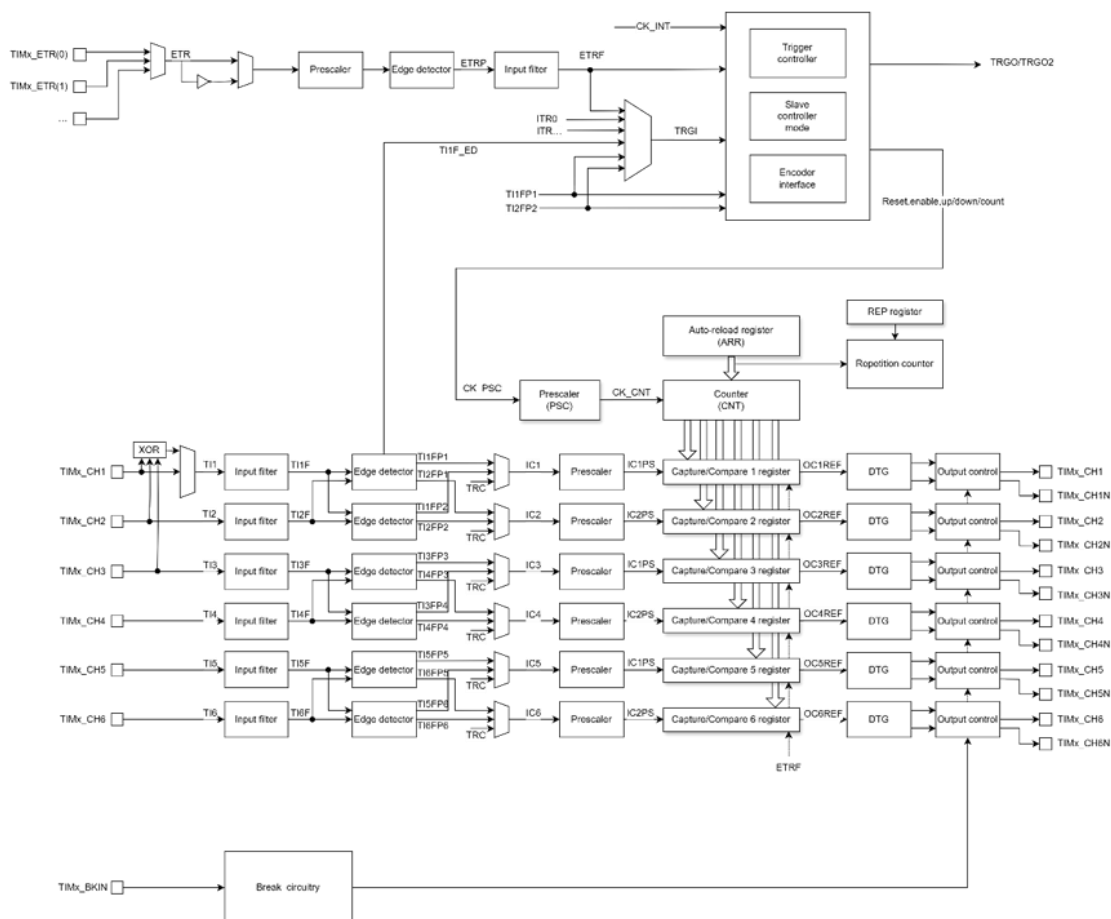 CK_INT
TIMx_ETR(0)
ETR
Prescaler
Edge detector
ETRP
Input filter
ETRF
Trigger
controller
TRGO/TRGO2
TIMx_ETR(1)
...
ITR0
ITR...
TRGI
Slave
controller
mode
TI1F_ED
Encoder
interface
TI1FP1
TI2FP2
Reset,enable,up/down/count
REP register
Auto-reload register
(ARR)
Ropetition counter
CK PSC
Prescaler
(PSC)
CK_CNT
Counter
(CNT)
XOR
TIMx_CH1
TI1
Input filter
TI1F
Edge detector
TI1FP1
TI2FP1
TRC
IC1
Prescaler
IC1PS
Capture/Compare 1 register
OC1REF
DTG
Output control
TIMx_CH1
TIMx_CH1N
TIMx_CH2
TI2
Input filter
TI2F
Edge detector
TI1FP2
TI2FP2
TRC
IC2
Prescaler
IC2PS
Capture/Compare 2 register
OC2REF
DTG
Output control
TIMx_CH2
TIMx_CH2N
TIMx_CH3
TI3
Input filter
TI3F
Edge detector
TI3FP3
TI4FP3
TRC
IC3
Prescaler
IC1PS
Capture/Compare 3 register
OC3REF
DTG
Output control
TIMx_CH3
TIMx_CH3N
TIMx_CH4
TI4
Input filter
TI4F
Edge detector
TI3FP4
TI4FP4
TRC
IC4
Prescaler
IC2PS
Capture/Compare 4 register
OC4REF
DTG
Output control
TIMx_CH4
TIMx_CH4N
TIMx_CH5
TI5
Input filter
TI5F
Edge detector
TI5FP5
TI6FP5
TRC
IC5
Prescaler
IC1PS
Capture/Compare 5 register
OC5REF
DTG
Output control
TIMx_CH5
TIMx_CH5N
TIMx_CH6
TI6
Input filter
TI6F
Edge detector
TI5FP6
TI6FP6
TRC
IC6
Prescaler
IC2PS
Capture/Compare 6 register
OC6REF
DTG
Output control
TIMx_CH6
TIMx_CH6N
ETRF
TIMx_BKIN
Break circuitry